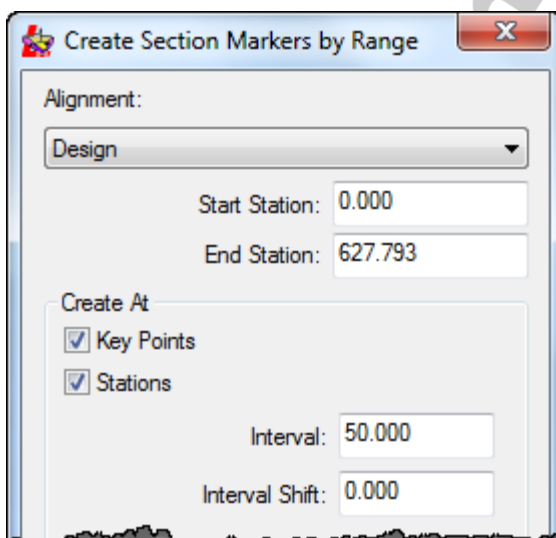 Create Section Markers by Range
Alignment:
Design
Start Station: 0.000
End Station: 627.793
Create At
Key Points
Stations
Interval: 50.000
Interval Shift: 0.000